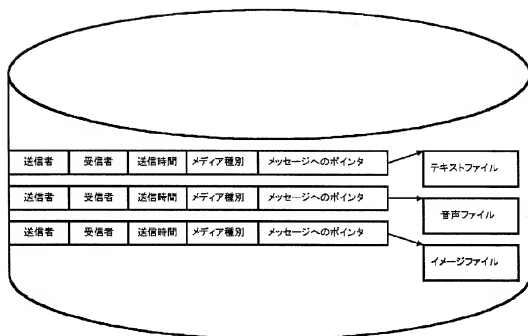 送信者 受信者 送信時間 メディア種別 メッセージへのポインタ テキストファイル
送信者 受信者 送信時間 メディア種別 メッセージへのポインタ 音声ファイル
送信者 受信者 送信時間 メディア種別 メッセージへのポインタ イメージファイル